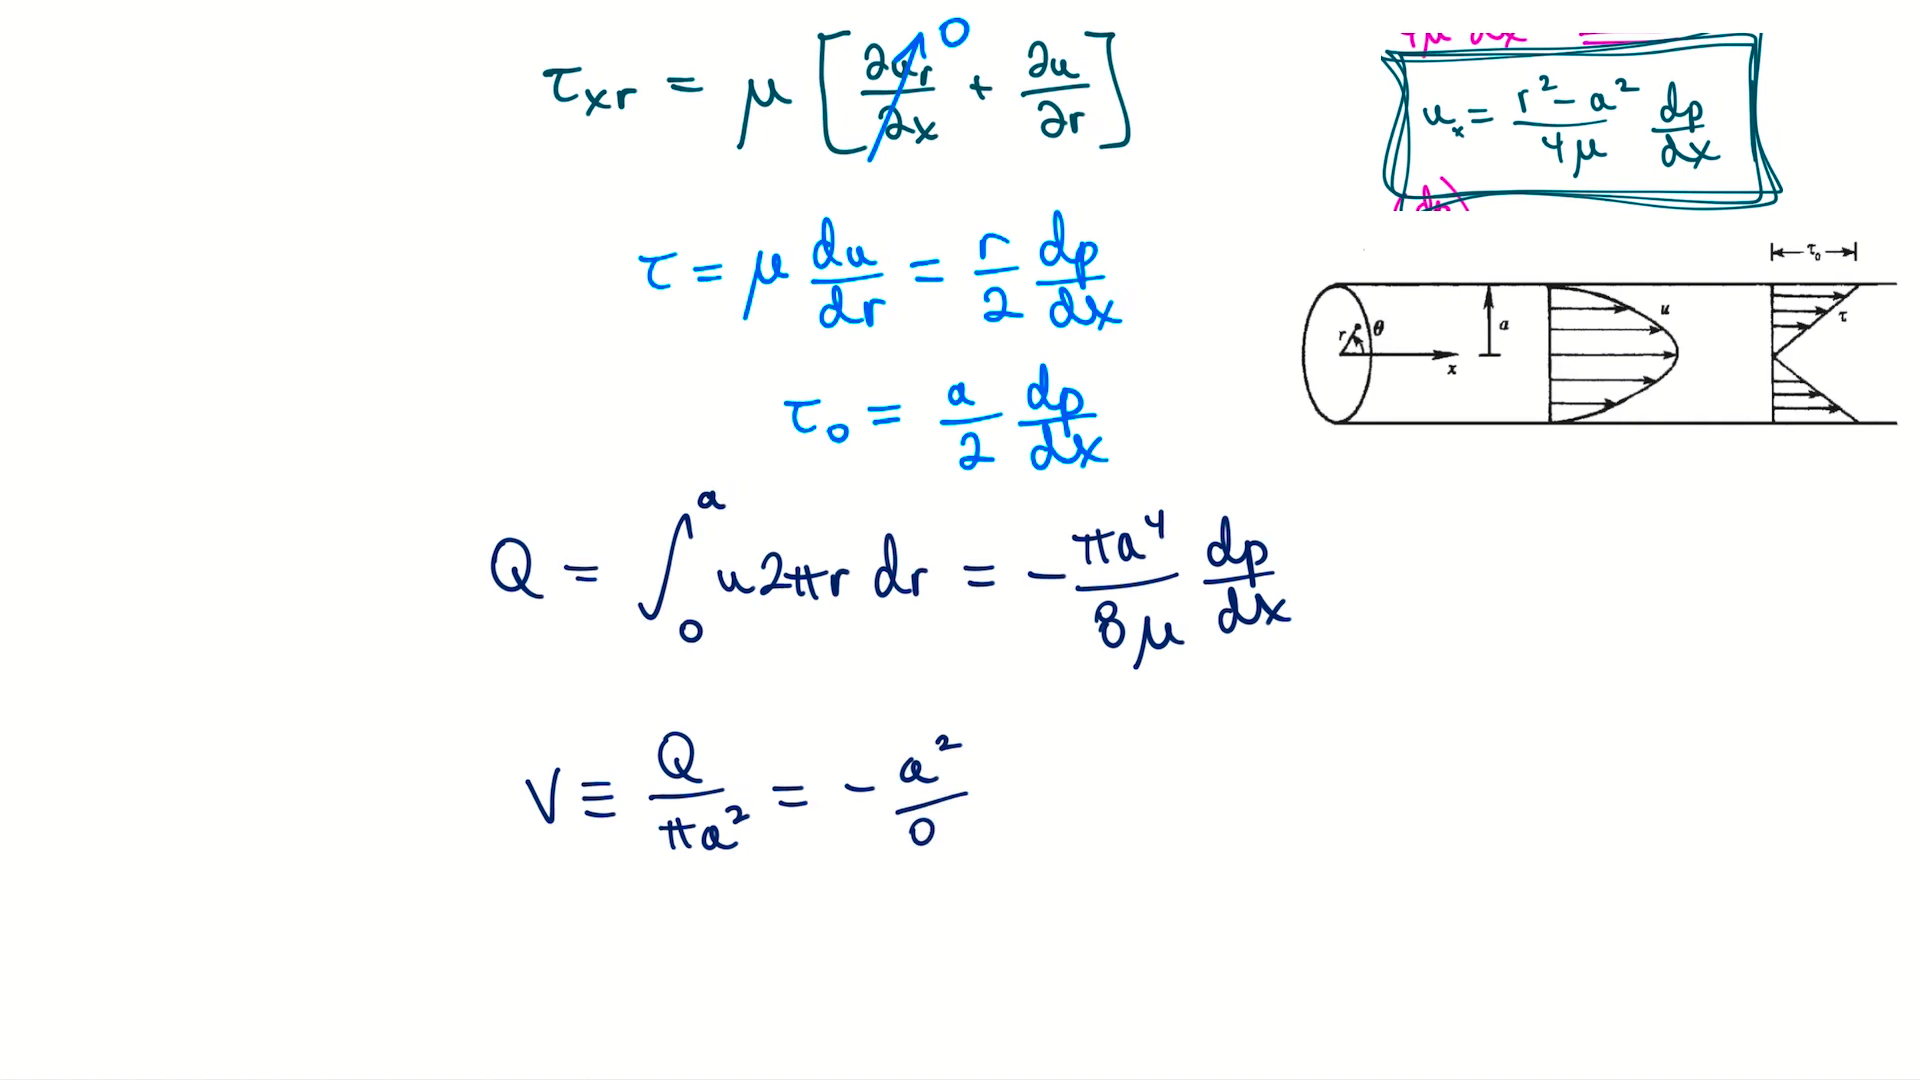 τxr = μ [∂ur/∂x + ∂u/∂r] 0
ux = r² − a² / 4μ dp/dx
τ = μ du/dr = r/2 dp/dx
τ₀
r θ x a u τ
τ₀ = a/2 dp/dx
Q = ∫₀ᵃ u2πr dr = − πa⁴/8μ dp/dx
V ≡ Q/πa² = − a²/0